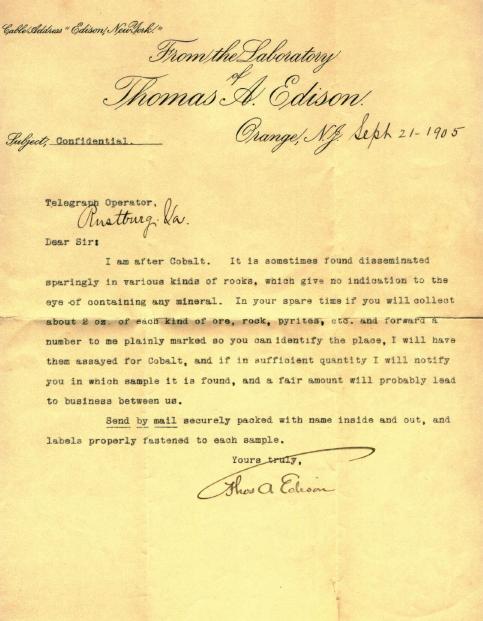 Cable Address "Edison, New York."
From the Laboratory
of
Thomas A. Edison.
Orange, N.J. Sept 21-1905
Subject; Confidential.
Telegraph Operator,
Rustburg. Va.
Dear Sir:
I am after Cobalt. It is sometimes found disseminated
sparingly in various kinds of rocks, which give no indication to the
eye of containing any mineral. In your spare time if you will collect
about 2 oz. of each kind of ore, rock, pyrites, etc. and forward a
number to me plainly marked so you can identify the place, I will have
them assayed for Cobalt, and if in sufficient quantity I will notify
you in which sample it is found, and a fair amount will probably lead
to business between us.
Send by mail securely packed with name inside and out, and
labels properly fastened to each sample.
Yours truly,
Thos A Edison